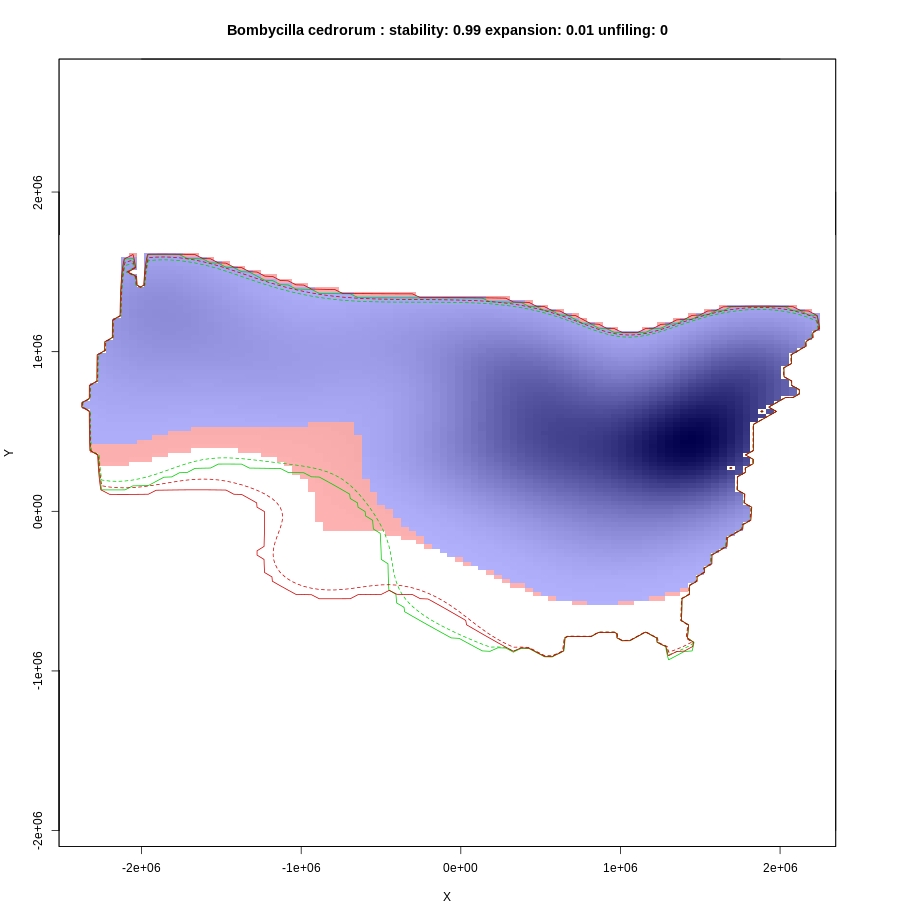 Bombycilla cedrorum : stability: 0.99 expansion: 0.01 unfiling: 0
2e+06
1e+06
0e+00
-1e+06
-2e+06
Y
-2e+06 -1e+06 0e+00 1e+06 2e+06
X